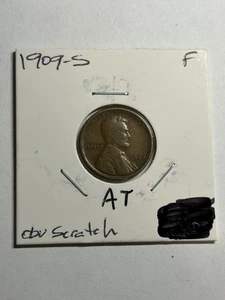 1909-S F
AT
obv Scratch